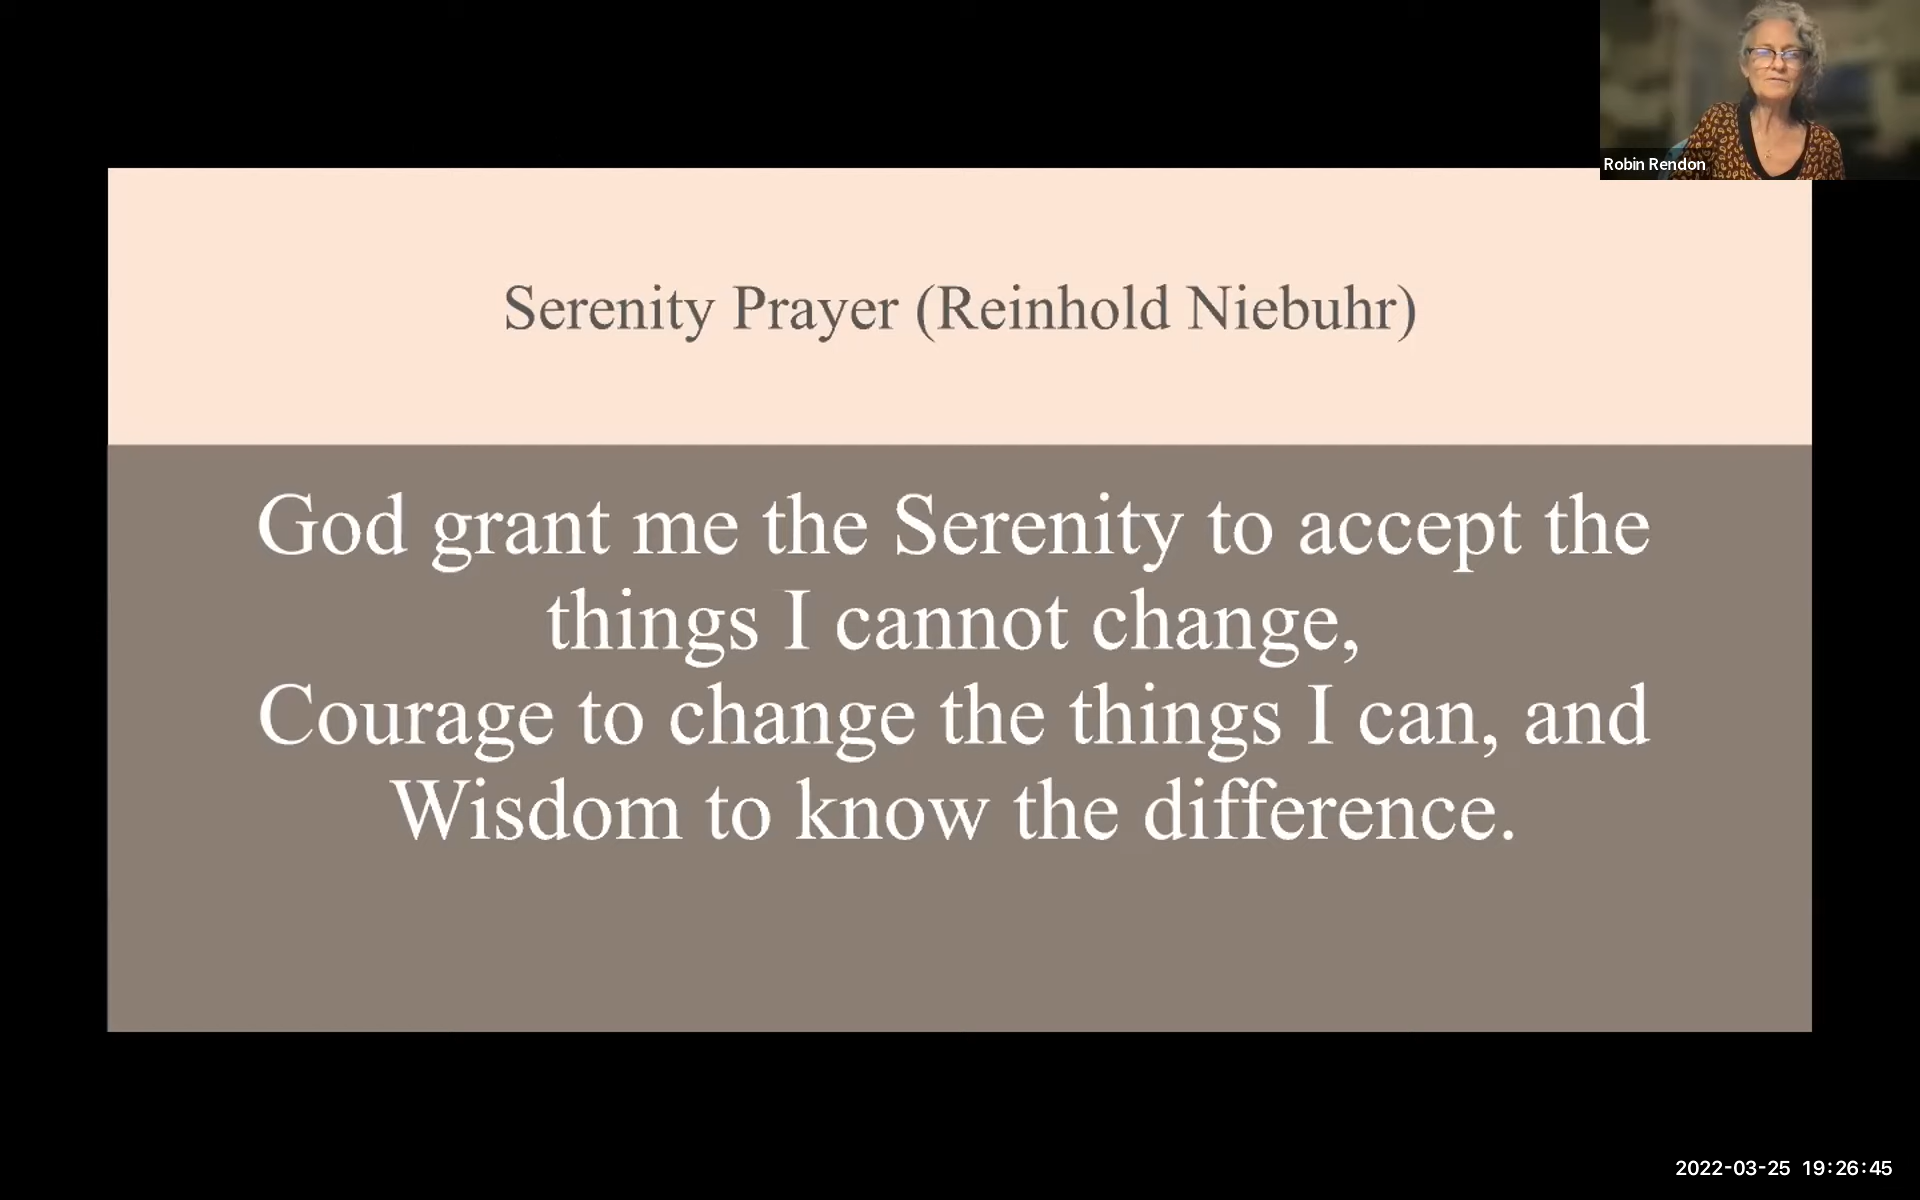 Robin Rendon
Serenity Prayer (Reinhold Niebuhr)
God grant me the Serenity to accept the
things I cannot change,
Courage to change the things I can, and
Wisdom to know the difference.
2022-03-25 19:26:45